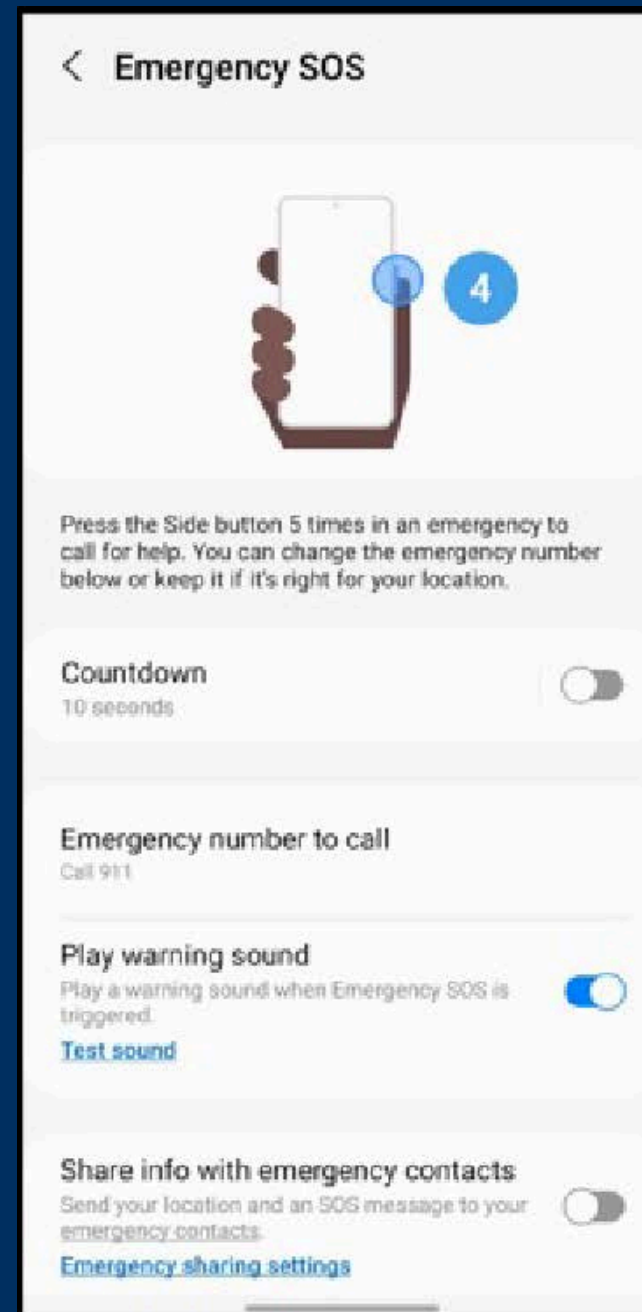 Emergency SOS
4
Press the Side button 5 times in an emergency to
call for help. You can change the emergency number
below or keep it if it's right for your location.
Countdown
10 seconds
Emergency number to call
Call 911
Play warning sound
Play a warning sound when Emergency SOS is
triggered.
Test sound
Share info with emergency contacts
Send your location and an SOS message to your
emergency contacts.
Emergency sharing settings